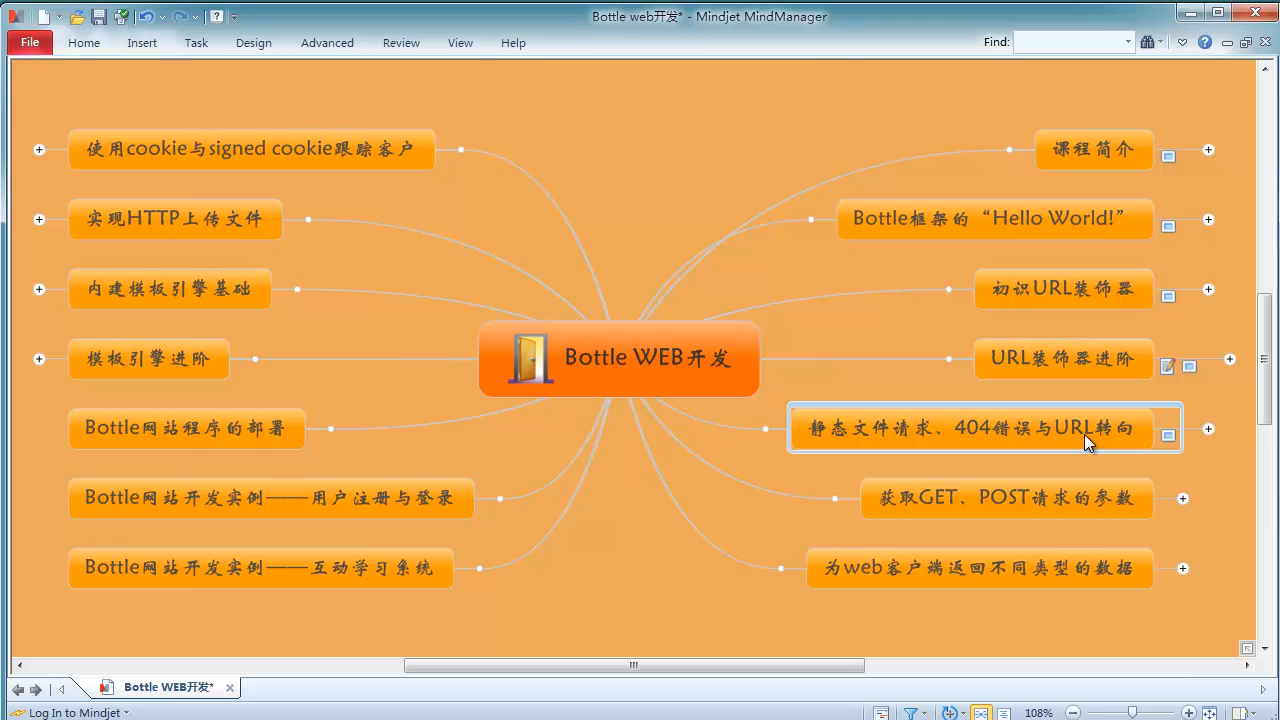 Bottle web开发* - Mindjet MindManager
File Home Insert Task Design Advanced Review View Help Find:
使用cookie与signed cookie跟踪客户
实现HTTP上传文件
内建模板引擎基础
模板引擎进阶
Bottle网站程序的部署
Bottle网站开发实例——用户注册与登录
Bottle网站开发实例——互动学习系统
Bottle WEB开发
课程简介
Bottle框架的“Hello World!”
初识URL装饰器
URL装饰器进阶
静态文件请求、404错误与URL转向
获取GET、POST请求的参数
为web客户端返回不同类型的数据
Bottle WEB开发*
Log In to Mindjet
108%